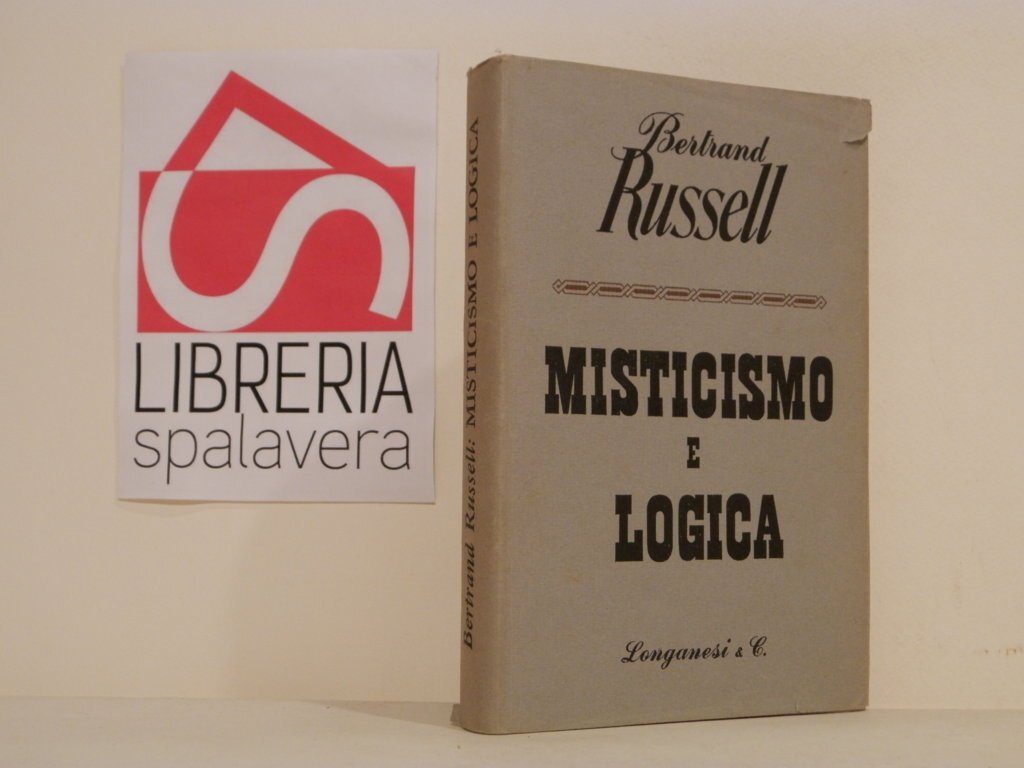 LIBRERIA
spalavera
Bertrand Russell: MISTICISMO E LOGICA
Bertrand
Russell
MISTICISMO
E
LOGICA
Longanesi & C.